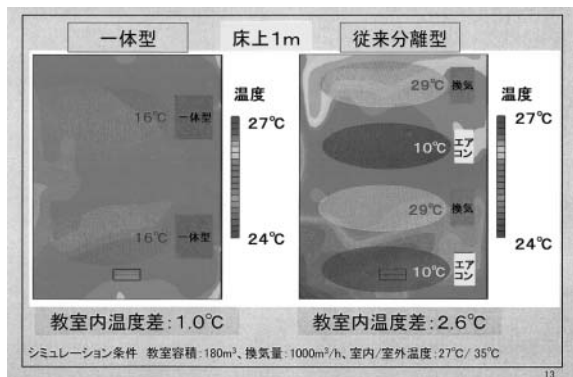 一体型
床上1m
従来分離型
16℃
一体型
16℃
一体型
温度
27℃
24℃
29℃
換気
10℃
エア
コン
29℃
換気
10℃
エア
コン
温度
27℃
24℃
教室内温度差:1.0℃
教室内温度差:2.6℃
シミュレーション条件 教室容積:180m³、換気量:1000m³/h、室内/室外温度:27℃/ 35℃
13